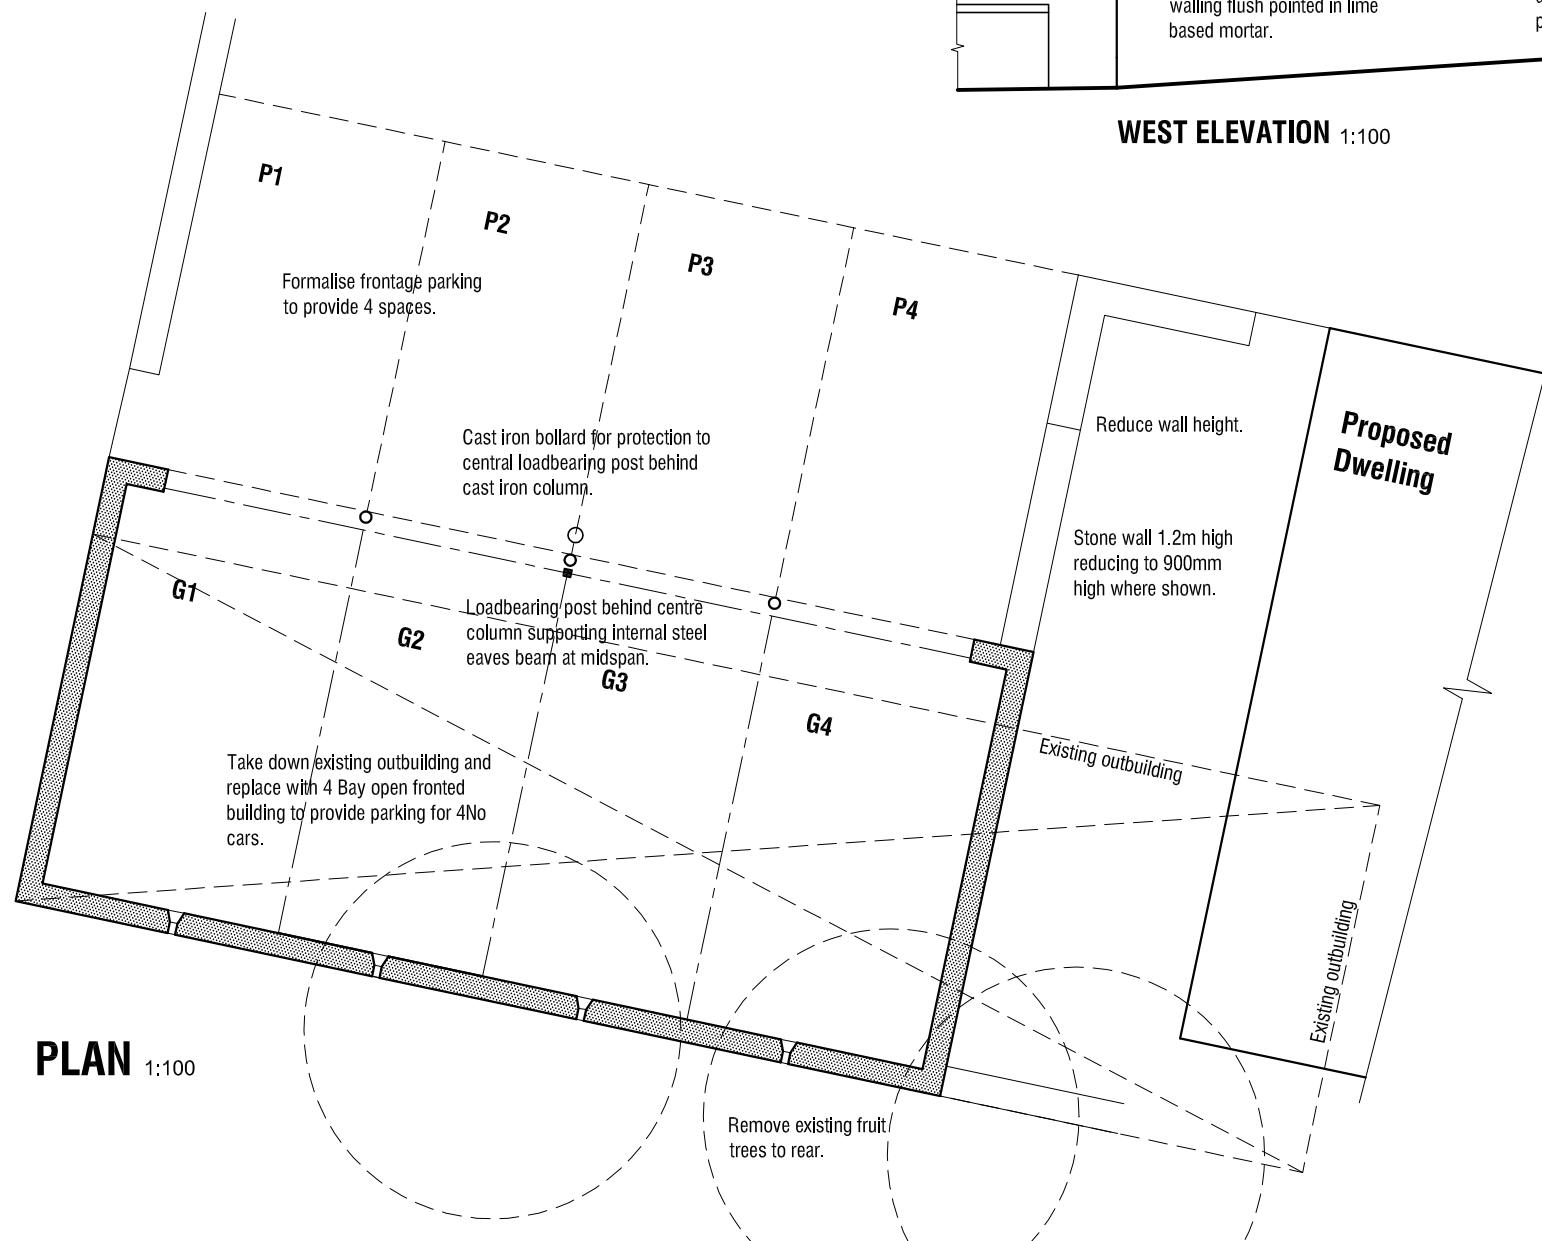 walling flush pointed in lime
based mortar.
WEST ELEVATION 1:100
P1
P2
P3
P4
Formalise frontage parking
to provide 4 spaces.
Cast iron bollard for protection to
central loadbearing post behind
cast iron column.
Reduce wall height.
Proposed
Dwelling
Stone wall 1.2m high
reducing to 900mm
high where shown.
G1
G2
G3
G4
Loadbearing post behind centre
column supporting internal steel
eaves beam at midspan.
Take down existing outbuilding and
replace with 4 Bay open fronted
building to provide parking for 4No
cars.
Existing outbuilding
Existing outbuilding
PLAN 1:100
Remove existing fruit
trees to rear.